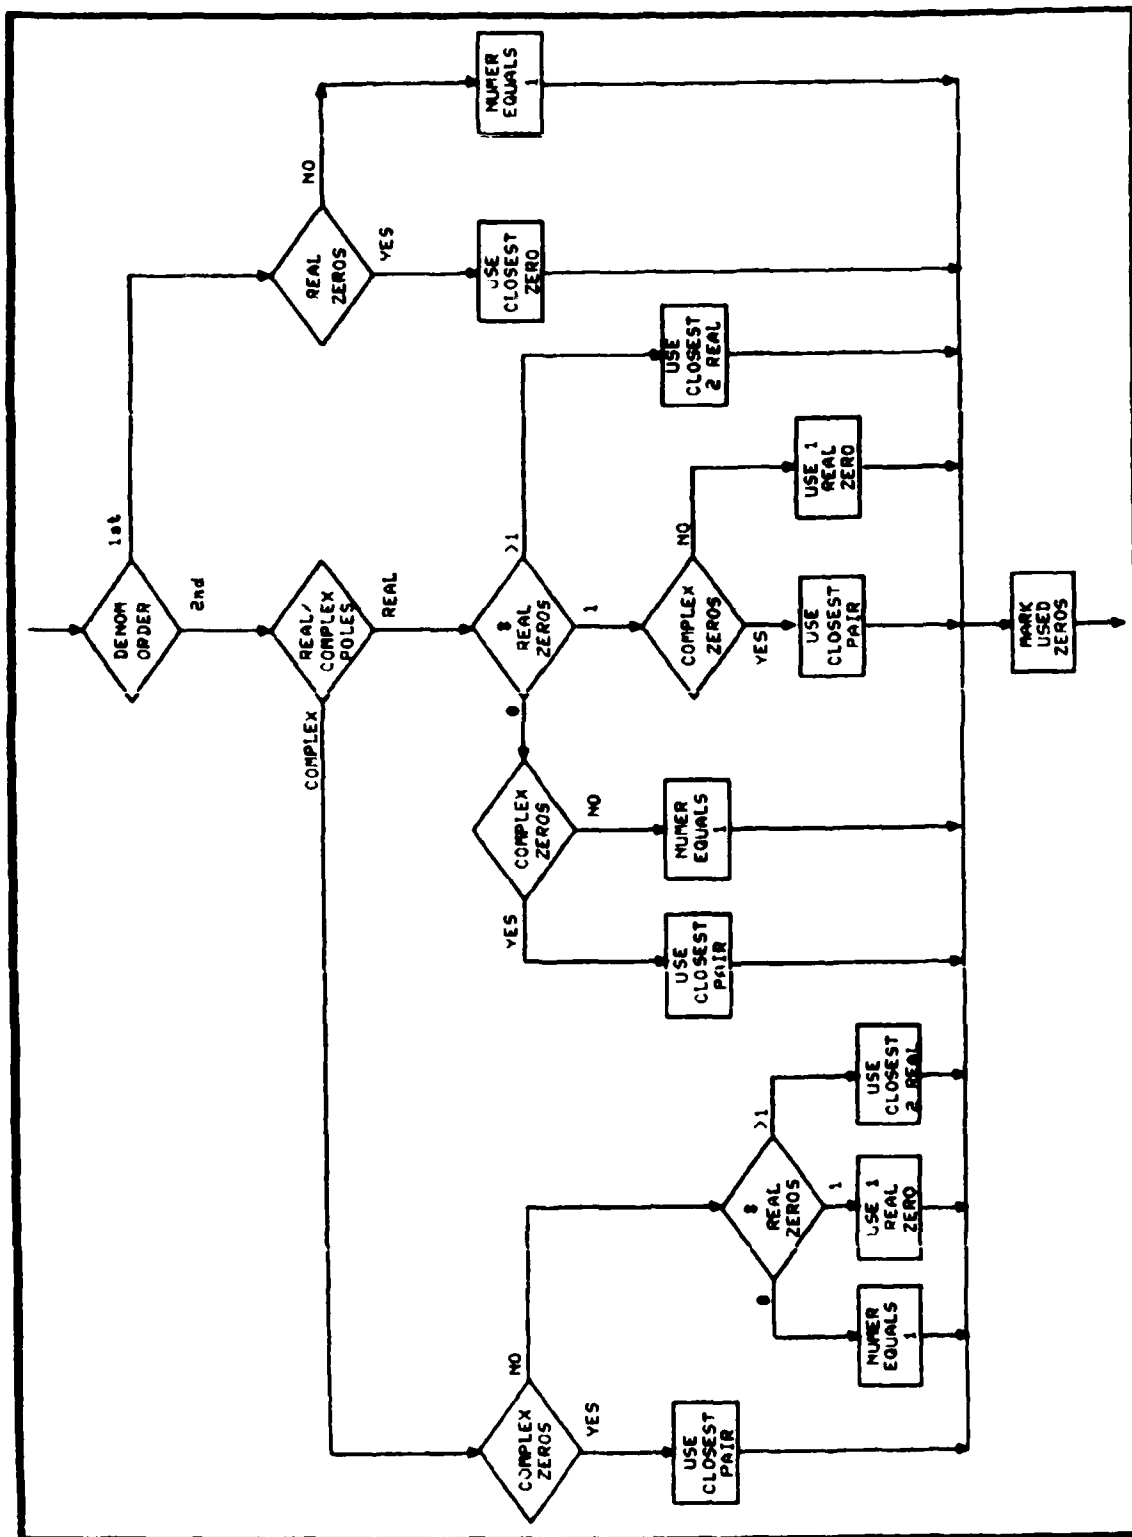 DENOM
ORDER
1st
2nd
REAL
ZEROS
NO
YES
NUMER
EQUALS
1
USE
CLOSEST
ZERO
REAL/
COMPLEX
POLES
COMPLEX
REAL
#
REAL
ZEROS
>1
1
0
USE
CLOSEST
2 REAL
COMPLEX
ZEROS
NO
YES
USE 1
REAL
ZERO
USE
CLOSEST
PAIR
COMPLEX
ZEROS
NO
YES
NUMER
EQUALS
1
USE
CLOSEST
PAIR
COMPLEX
ZEROS
NO
YES
USE
CLOSEST
PAIR
#
REAL
ZEROS
>1
1
0
USE
CLOSEST
2 REAL
USE 1
REAL
ZERO
NUMER
EQUALS
1
MARK
USED
ZEROS